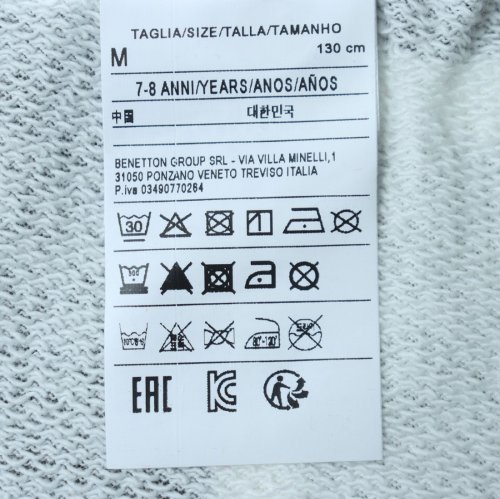 TAGLIA/SIZE/TALLA/TAMANHO
M 130 cm
7-8 ANNI/YEARS/ANOS/AÑOS
中国 대한민국
BENETTON GROUP SRL - VIA VILLA MINELLI,1
31050 PONZANO VENETO TREVISO ITALIA
P.iva 03490770264
30
EAC